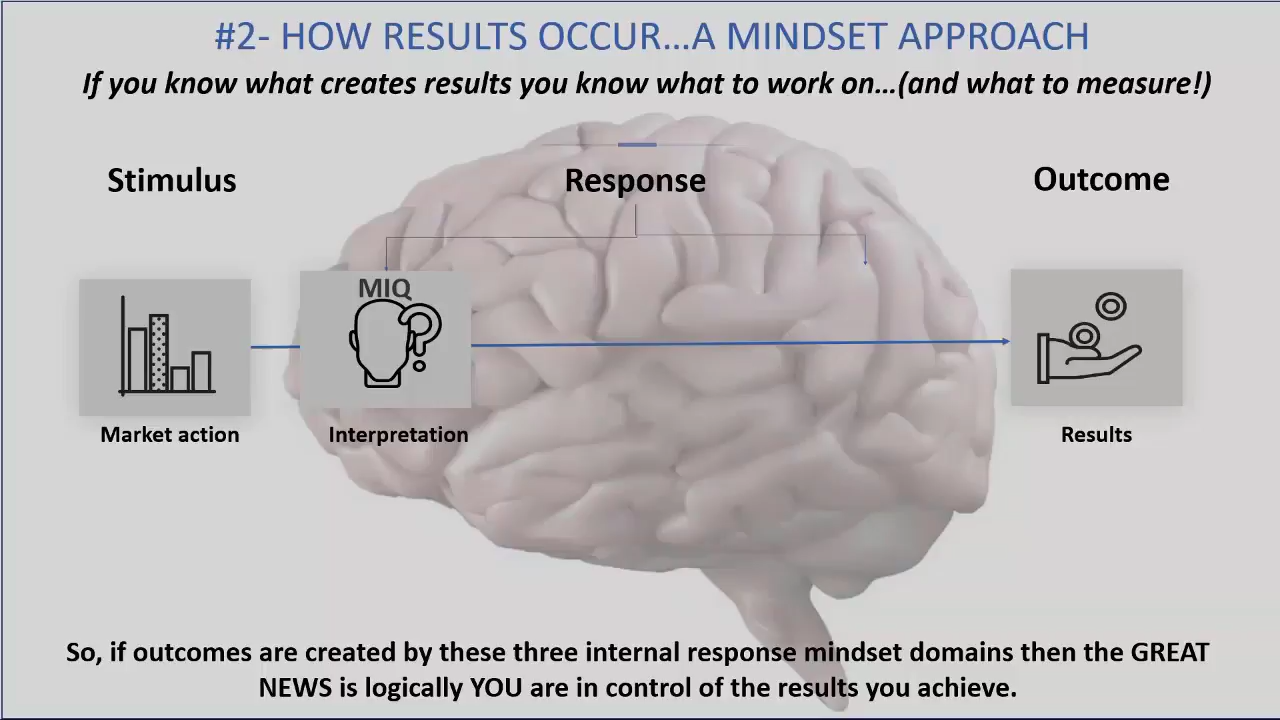 #2- HOW RESULTS OCCUR...A MINDSET APPROACH
If you know what creates results you know what to work on...(and what to measure!)
Stimulus
Response
Outcome
MIQ
Market action
Interpretation
Results
So, if outcomes are created by these three internal response mindset domains then the GREAT
NEWS is logically YOU are in control of the results you achieve.